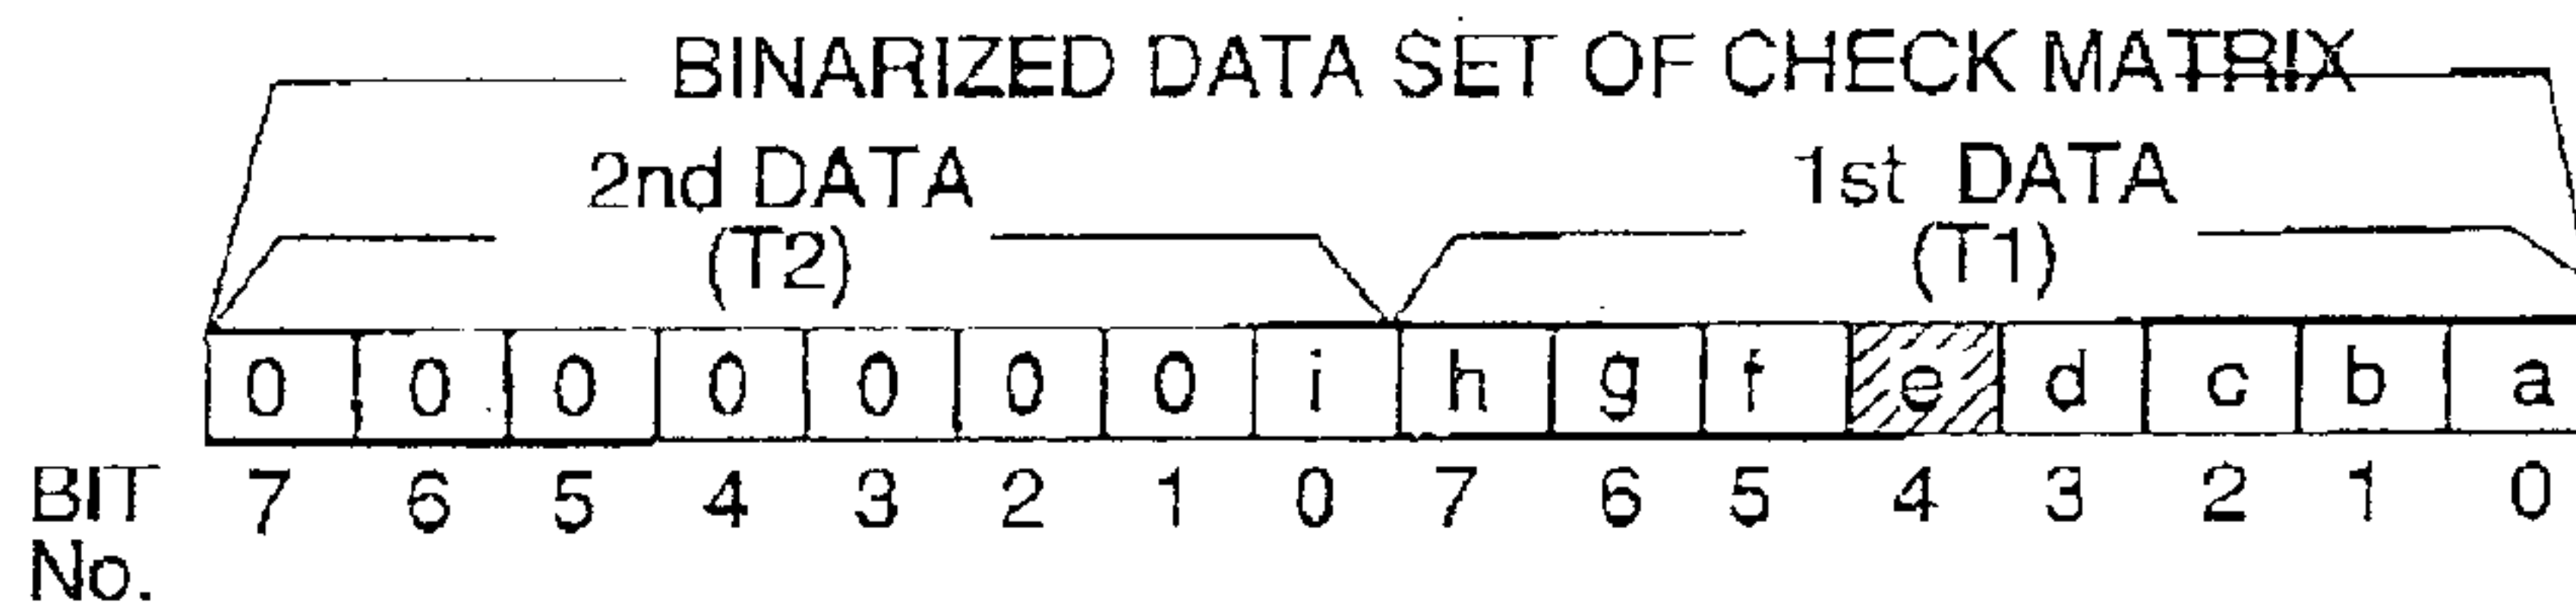 BINARIZED DATA SET OF CHECK MATRIX
2nd DATA 1st DATA
(T2) (T1)
0 0 0 0 0 0 0 i h g f e d c b a
BIT 7 6 5 4 3 2 1 0 7 6 5 4 3 2 1 0
No.